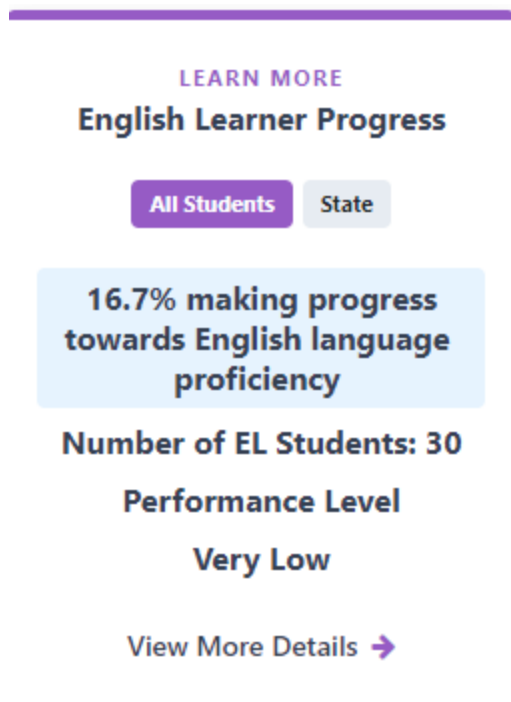 LEARN MORE
English Learner Progress
All Students
State
16.7% making progress
towards English language
proficiency
Number of EL Students: 30
Performance Level
Very Low
View More Details